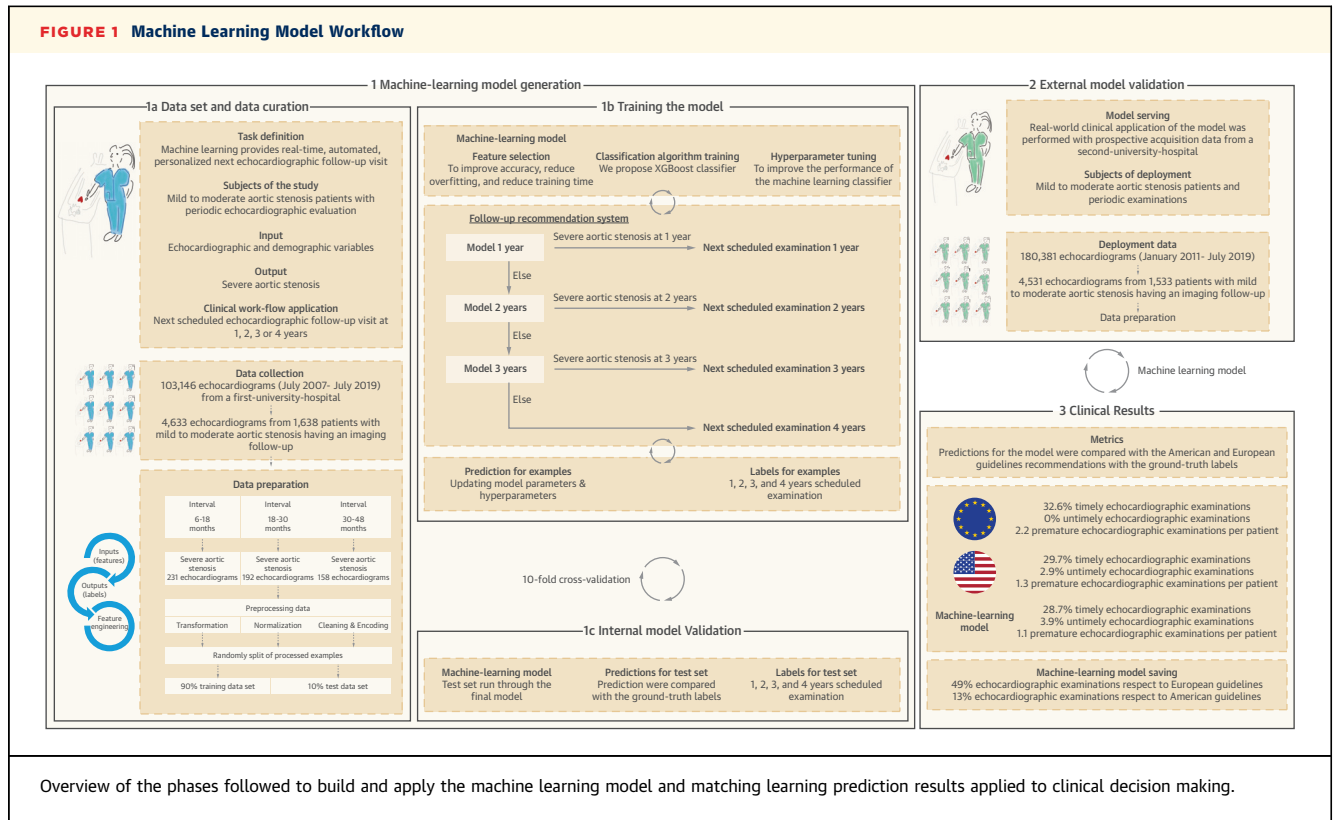 FIGURE 1 Machine Learning Model Workflow
1 Machine-learning model generation
1a Data set and data curation
Task definition
Machine learning provides real-time, automated,
personalized next echocardiographic follow-up visit
Subjects of the study
Mild to moderate aortic stenosis patients with
periodic echocardiographic evaluation
Input
Echocardiographic and demographic variables
Output
Severe aortic stenosis
Clinical work-flow application
Next scheduled echocardiographic follow-up visit at
1, 2, 3 or 4 years
Data collection
103,146 echocardiograms (July 2007- July 2019)
from a first-university-hospital
4,633 echocardiograms from 1,638 patients with
mild to moderate aortic stenosis having an imaging
follow-up
Data preparation
Interval
6-18
months
Interval
18-30
months
Interval
30-48
months
Severe aortic
stenosis
231 echocardiograms
Severe aortic
stenosis
192 echocardiograms
Severe aortic
stenosis
158 echocardiograms
Preprocessing data
Transformation
Normalization
Cleaning & Encoding
Randomly split of processed examples
90% training data set
10% test data set
Inputs
(features)
Outputs
(labels)
Feature
engineering
1b Training the model
Machine-learning model
Feature selection
To improve accuracy, reduce
overfitting, and reduce training time
Classification algorithm training
We propose XGBoost classifier
Hyperparameter tuning
To improve the performance of
the machine learning classifier
Follow-up recommendation system
Model 1 year
Severe aortic stenosis at 1 year
Next scheduled examination 1 year
Else
Model 2 years
Severe aortic stenosis at 2 years
Next scheduled examination 2 years
Else
Model 3 years
Severe aortic stenosis at 3 years
Next scheduled examination 3 years
Else
Next scheduled examination 4 years
Prediction for examples
Updating model parameters &
hyperparameters
Labels for examples
1, 2, 3, and 4 years scheduled
examination
10-fold cross-validation
1c Internal model Validation
Machine-learning model
Test set run through the
final model
Predictions for test set
Prediction were compared
with the ground-truth labels
Labels for test set
1, 2, 3, and 4 years scheduled
examination
2 External model validation
Model serving
Real-world clinical application of the model was
performed with prospective acquisition data from a
second-university-hospital
Subjects of deployment
Mild to moderate aortic stenosis patients and
periodic examinations
Deployment data
180,381 echocardiograms (January 2011- July 2019)
4,531 echocardiograms from 1,533 patients with mild
to moderate aortic stenosis having an imaging follow-up
Data preparation
Machine learning model
3 Clinical Results
Metrics
Predictions for the model were compared with the American and European
guidelines recommendations with the ground-truth labels
32.6% timely echocardiographic examinations
0% untimely echocardiographic examinations
2.2 premature echocardiographic examinations per patient
29.7% timely echocardiographic examinations
2.9% untimely echocardiographic examinations
1.3 premature echocardiographic examinations per patient
Machine-learning
model
28.7% timely echocardiographic examinations
3.9% untimely echocardiographic examinations
1.1 premature echocardiographic examinations per patient
Machine-learning model saving
49% echocardiographic examinations respect to European guidelines
13% echocardiographic examinations respect to American guidelines
Overview of the phases followed to build and apply the machine learning model and matching learning prediction results applied to clinical decision making.